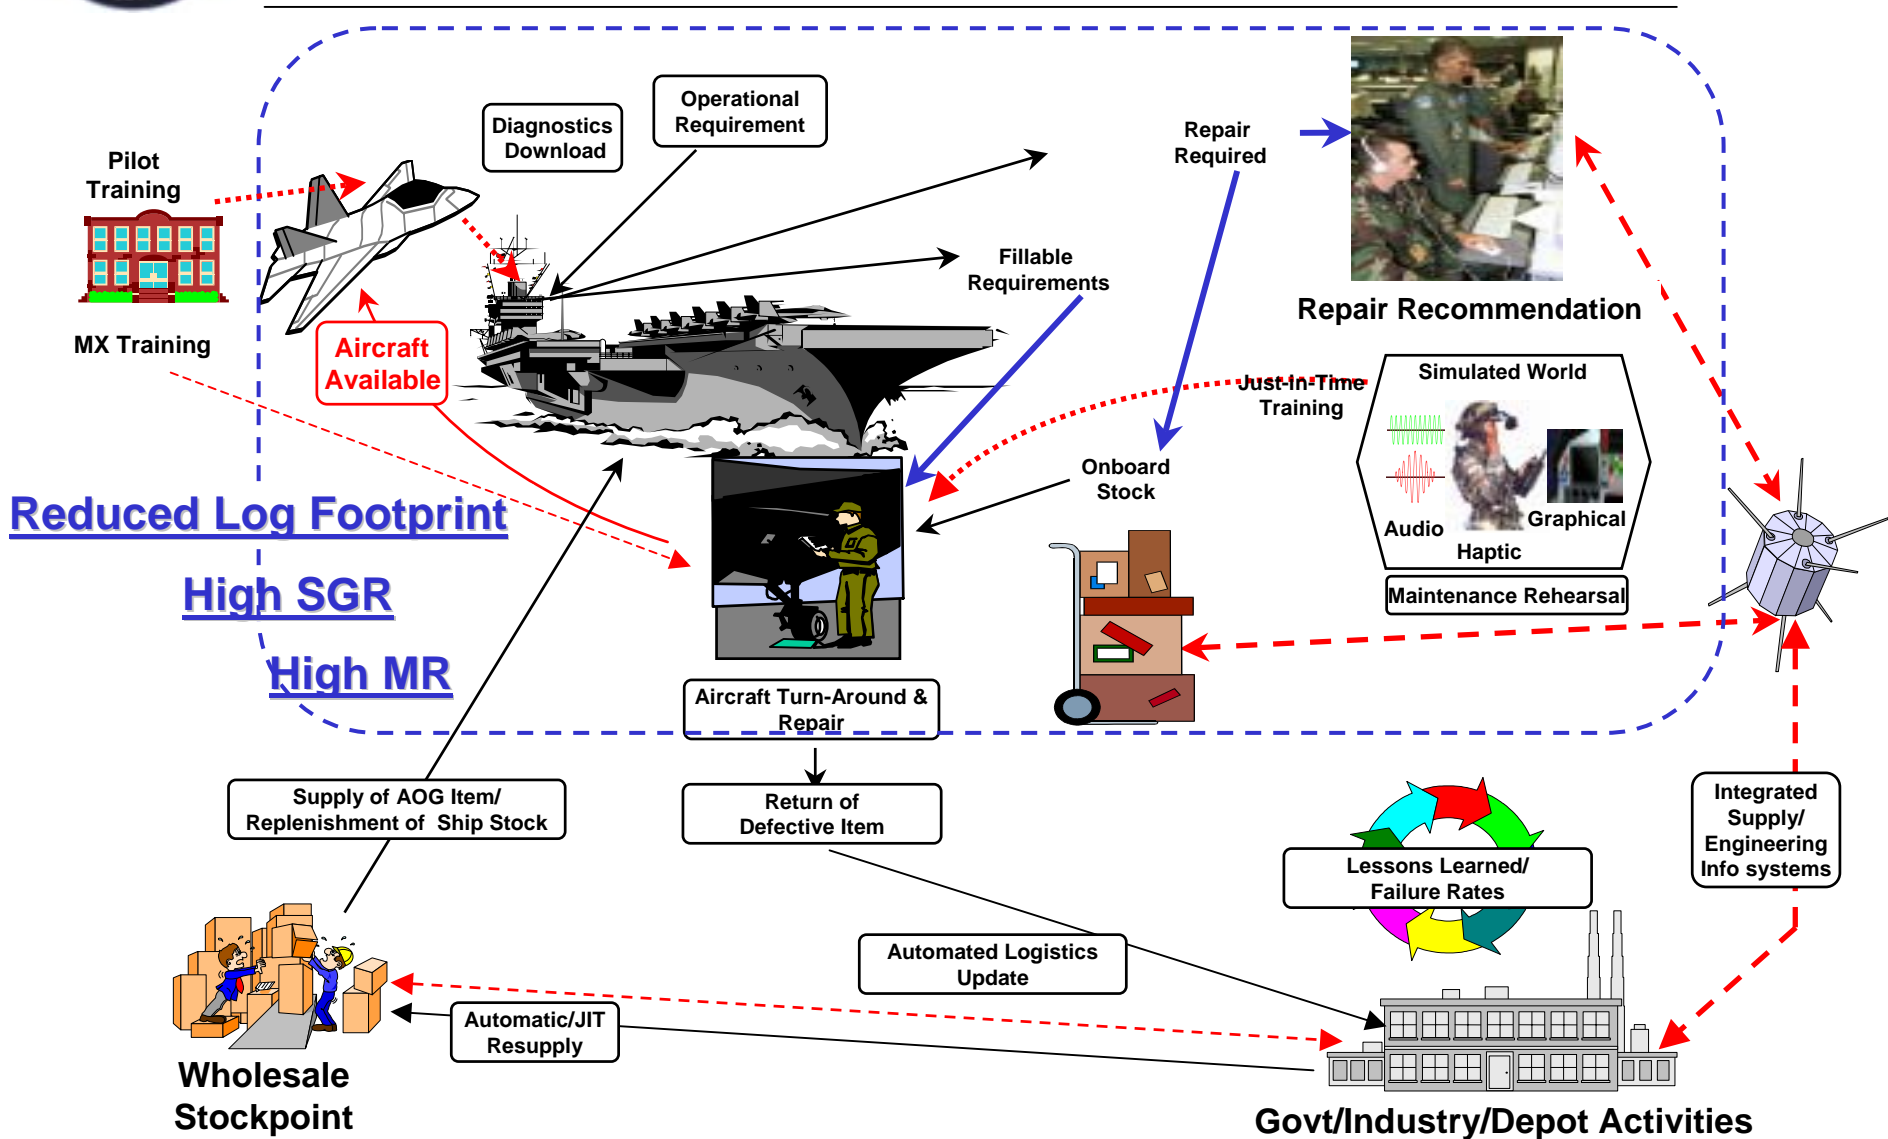 Operational
Requirement
Diagnostics
Download
Repair
Required
Pilot
Training
Fillable
Requirements
Repair Recommendation
MX Training
Aircraft
Available
Simulated World
Just-in-Time
Training
Audio
Graphical
Haptic
Onboard
Stock
Reduced Log Footprint
High SGR
Maintenance Rehearsal
High MR
Aircraft Turn-Around &
Repair
Supply of AOG Item/
Replenishment of Ship Stock
Return of
Defective Item
Integrated
Supply/
Engineering
Info systems
Lessons Learned/
Failure Rates
Automated Logistics
Update
Automatic/JIT
Resupply
Wholesale
Stockpoint
Govt/Industry/Depot Activities